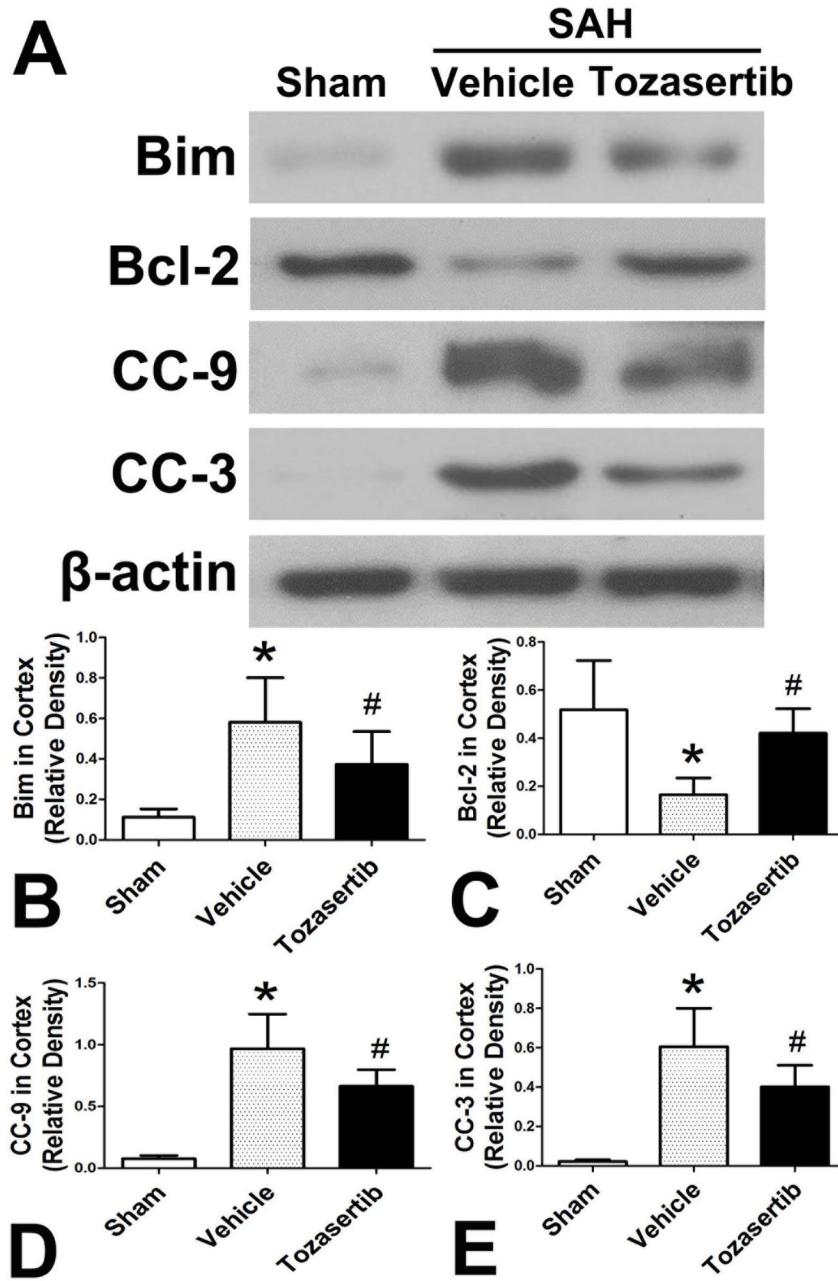 A
SAH
Sham Vehicle Tozasertib
Bim
Bcl-2
CC-9
CC-3
β-actin
Bim in Cortex
(Relative Density)
1.0
0.8
0.6
0.4
0.2
0.0
*
#
Sham
Vehicle
Tozasertib
B
Bcl-2 in Cortex
(Relative Density)
0.8
0.6
0.4
0.2
0.0
*
#
Sham
Vehicle
Tozasertib
C
CC-9 in Cortex
(Relative Density)
1.5
1.0
0.5
0.0
*
#
Sham
Vehicle
Tozasertib
D
CC-3 in Cortex
(Relative Density)
1.0
0.8
0.6
0.4
0.2
0.0
*
#
Sham
Vehicle
Tozasertib
E